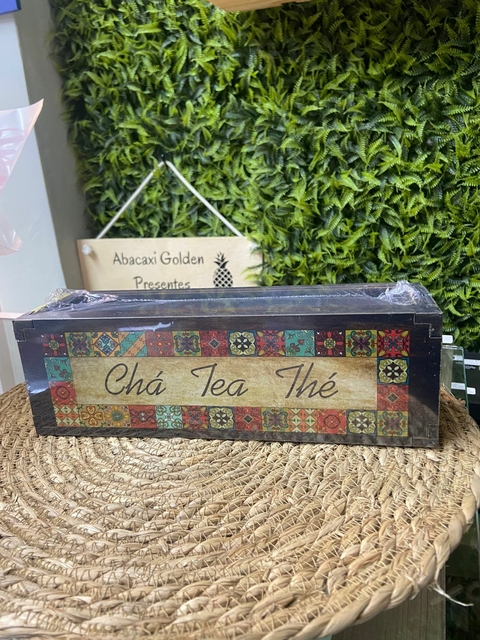 Abacaxi Golden
Presentes
Chá Tea Thé